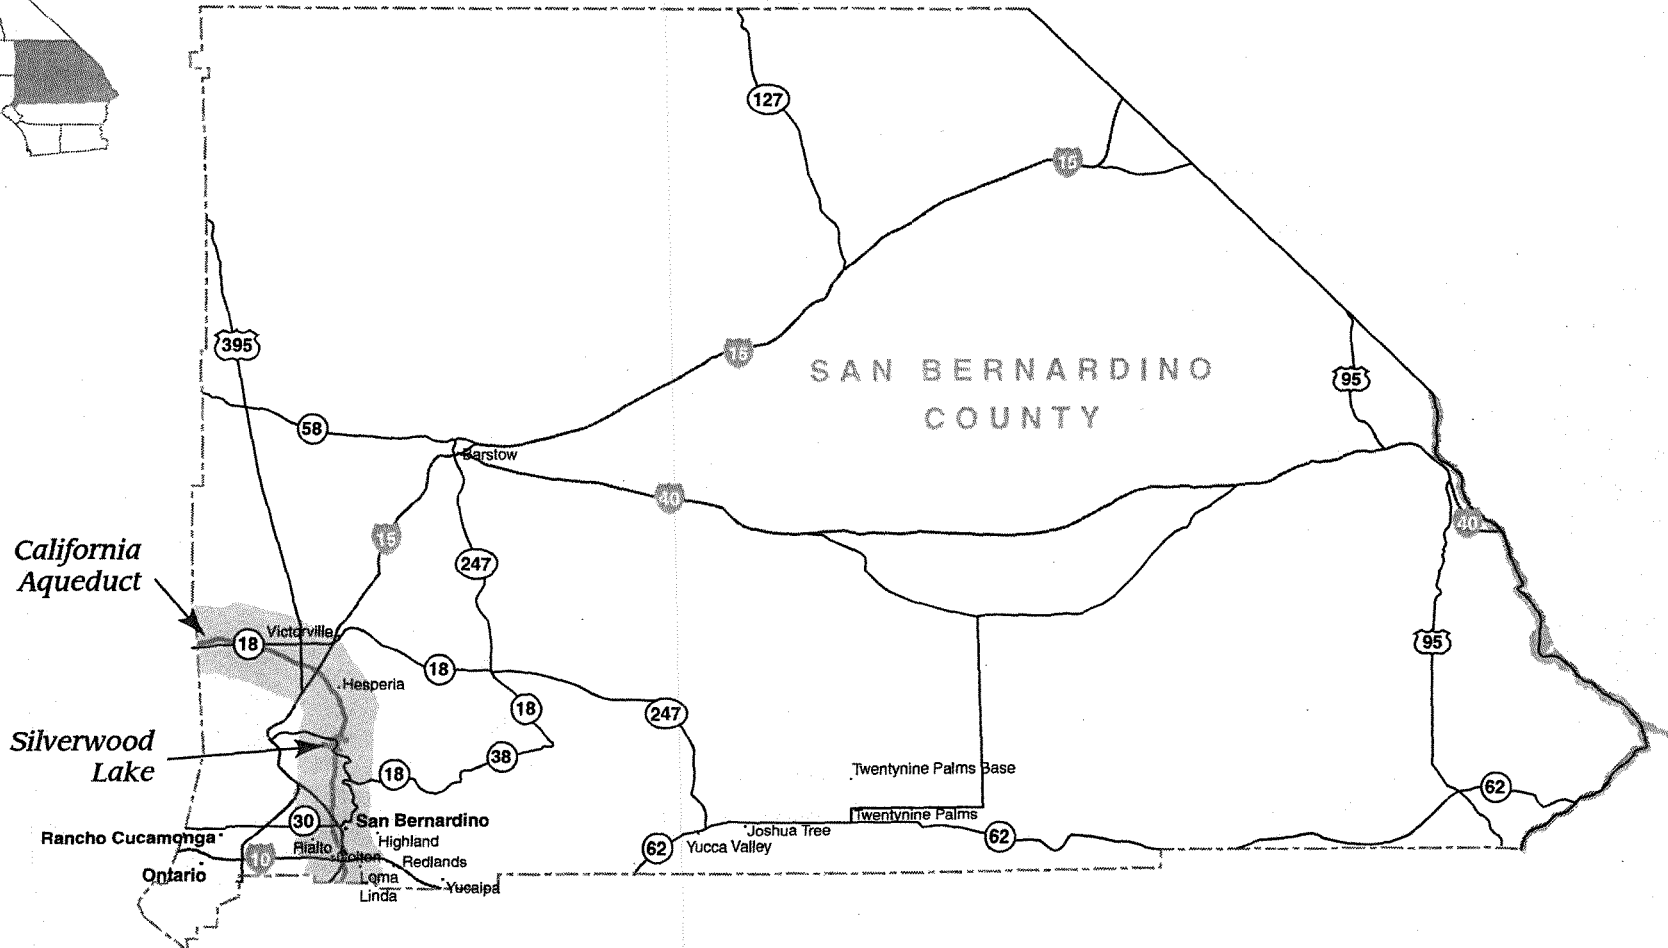 127
15
395
15
SAN BERNARDINO
COUNTY
95
58
Barstow
40
40
15
California
Aqueduct
247
Victorville
18
95
18
Hesperia
18
247
Silverwood
Lake
38
18
Twentynine Palms Base
62
Twentynine Palms
30
San Bernardino
Joshua Tree
62
Rancho Cucamonga
Highland
62
Yucca Valley
Rialto
10
Colton
Redlands
Ontario
Loma
Linda
Yucaipa